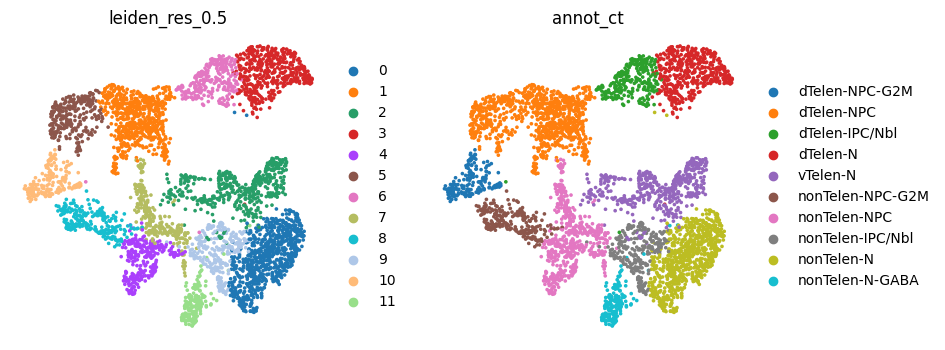 leiden_res_0.5
0
1
2
3
4
5
6
7
8
9
10
11
annot_ct
dTelen-NPC-G2M
dTelen-NPC
dTelen-IPC/Nbl
dTelen-N
vTelen-N
nonTelen-NPC-G2M
nonTelen-NPC
nonTelen-IPC/Nbl
nonTelen-N
nonTelen-N-GABA